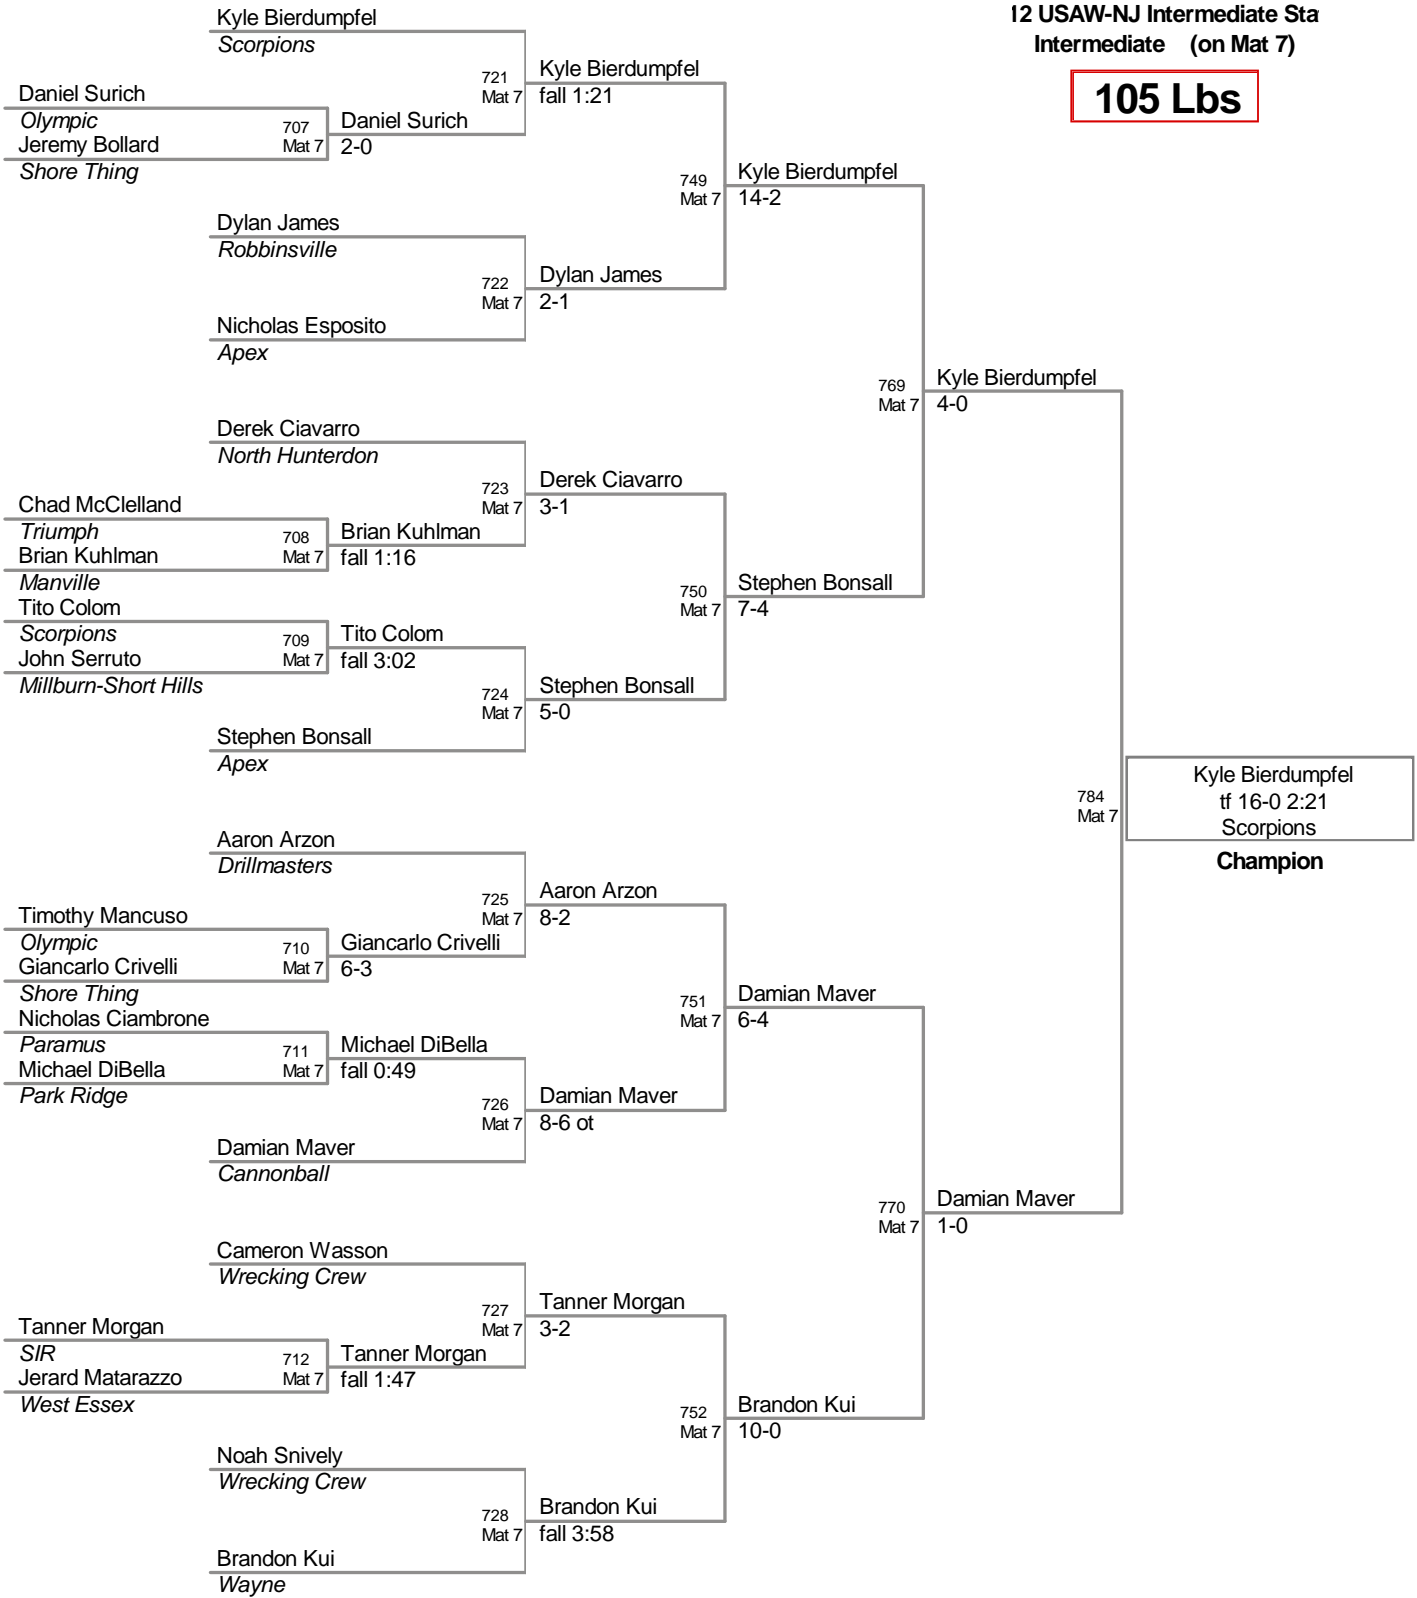 12 USAW-NJ Intermediate Sta
Intermediate (on Mat 7)
105 Lbs
Kyle Bierdumpfel
Scorpions
Daniel Surich
Olympic
Jeremy Bollard
Shore Thing
707
Mat 7
Daniel Surich
2-0
721
Mat 7
Kyle Bierdumpfel
fall 1:21
Dylan James
Robbinsville
Nicholas Esposito
Apex
722
Mat 7
Dylan James
2-1
749
Mat 7
Kyle Bierdumpfel
14-2
Derek Ciavarro
North Hunterdon
Chad McClelland
Triumph
Brian Kuhlman
Manville
708
Mat 7
Brian Kuhlman
fall 1:16
723
Mat 7
Derek Ciavarro
3-1
Tito Colom
Scorpions
John Serruto
Millburn-Short Hills
709
Mat 7
Tito Colom
fall 3:02
Stephen Bonsall
Apex
724
Mat 7
Stephen Bonsall
5-0
750
Mat 7
Stephen Bonsall
7-4
769
Mat 7
Kyle Bierdumpfel
4-0
Aaron Arzon
Drillmasters
Timothy Mancuso
Olympic
Giancarlo Crivelli
Shore Thing
710
Mat 7
Giancarlo Crivelli
6-3
725
Mat 7
Aaron Arzon
8-2
Nicholas Ciambrone
Paramus
Michael DiBella
Park Ridge
711
Mat 7
Michael DiBella
fall 0:49
Damian Maver
Cannonball
726
Mat 7
Damian Maver
8-6 ot
751
Mat 7
Damian Maver
6-4
Cameron Wasson
Wrecking Crew
Tanner Morgan
SIR
Jerard Matarazzo
West Essex
712
Mat 7
Tanner Morgan
fall 1:47
727
Mat 7
Tanner Morgan
3-2
Noah Snively
Wrecking Crew
Brandon Kui
Wayne
728
Mat 7
Brandon Kui
fall 3:58
752
Mat 7
Brandon Kui
10-0
770
Mat 7
Damian Maver
1-0
784
Mat 7
Kyle Bierdumpfel
tf 16-0 2:21
Scorpions
Champion